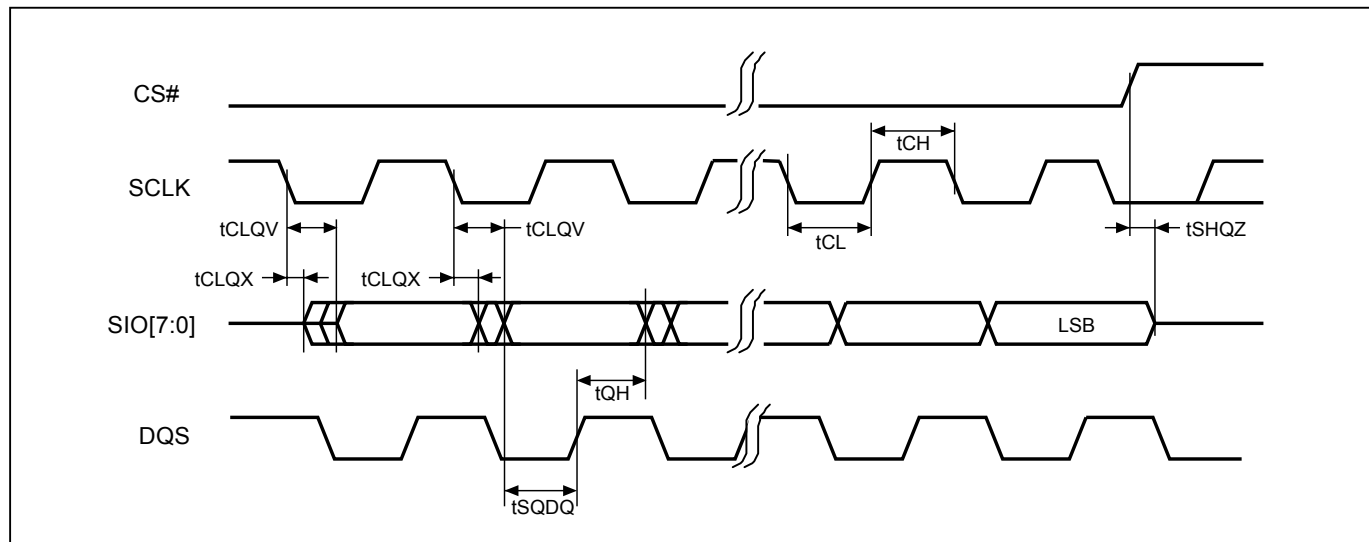 CS#
tCH
SCLK
tCLQV
tCLQV
tCL
tSHQZ
tCLQX
tCLQX
SIO[7:0]
LSB
tQH
DQS
tSQDQ